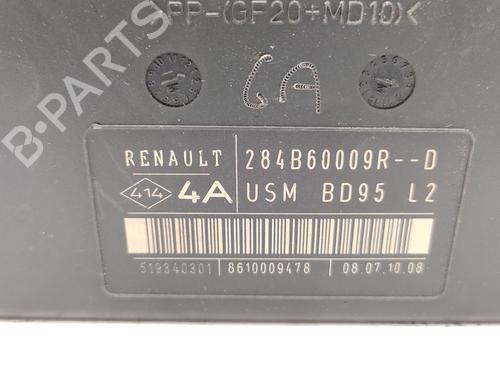 PP-(GF20+MD10)<
GA
RENAULT 284B60009R--D
414 4A USM BD95 L2
519340301 8610009478 08.07.10.08
B-PARTS